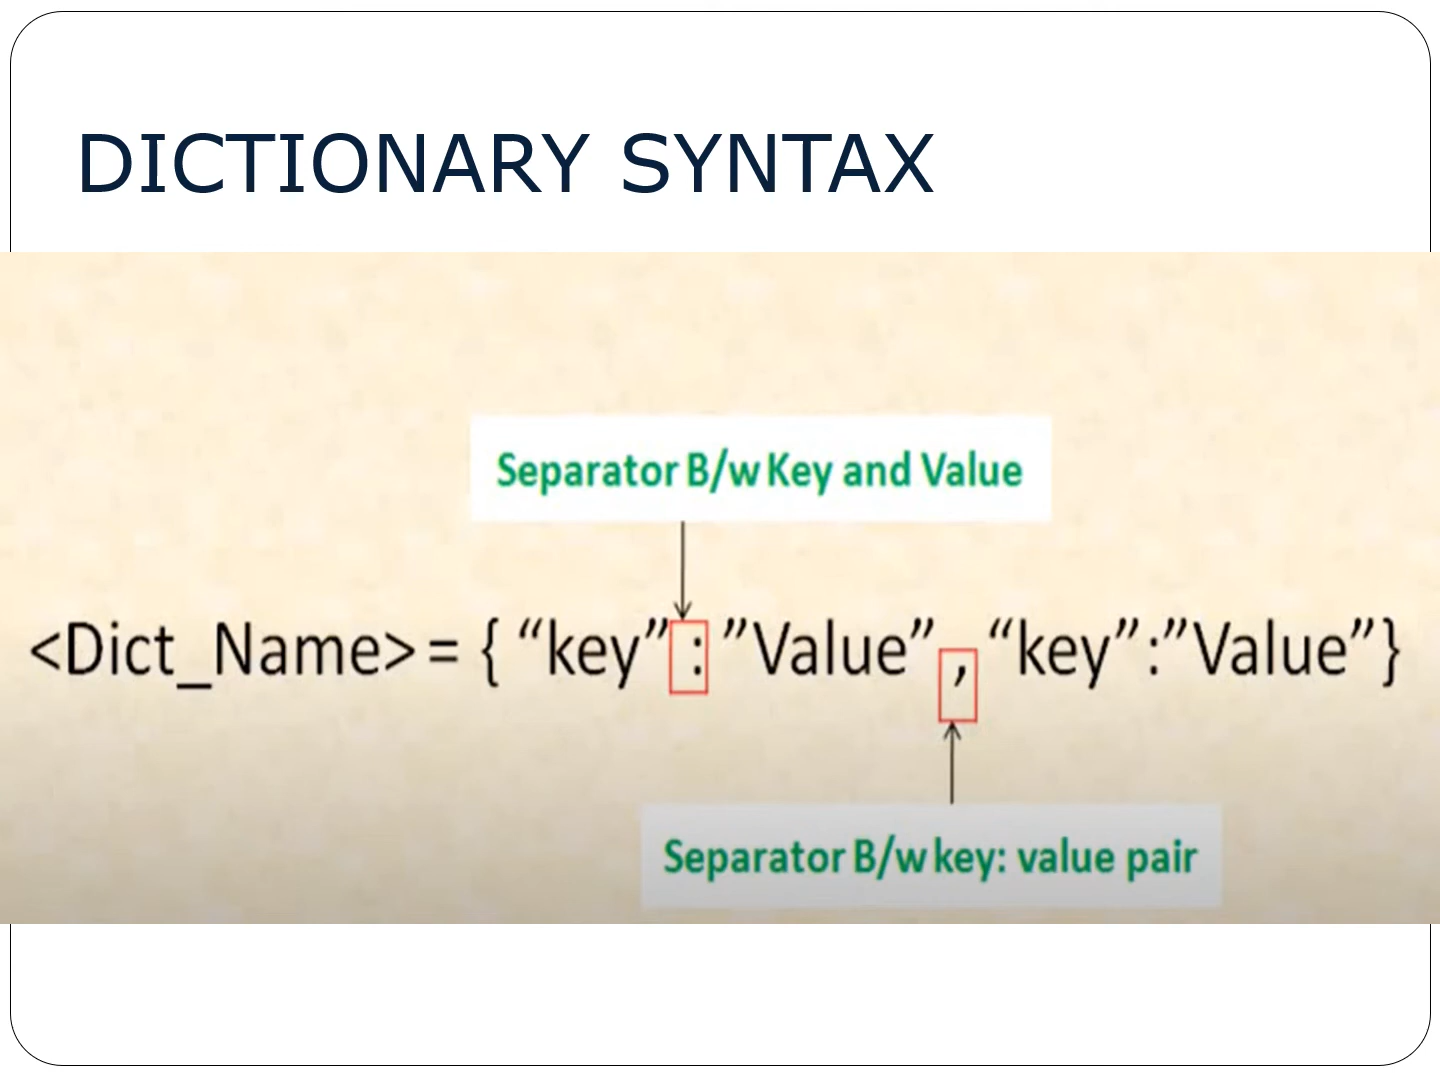 DICTIONARY SYNTAX
Separator B/w Key and Value
<Dict_Name> = { “key” : ”Value” , “key”:”Value”}
Separator B/w key: value pair